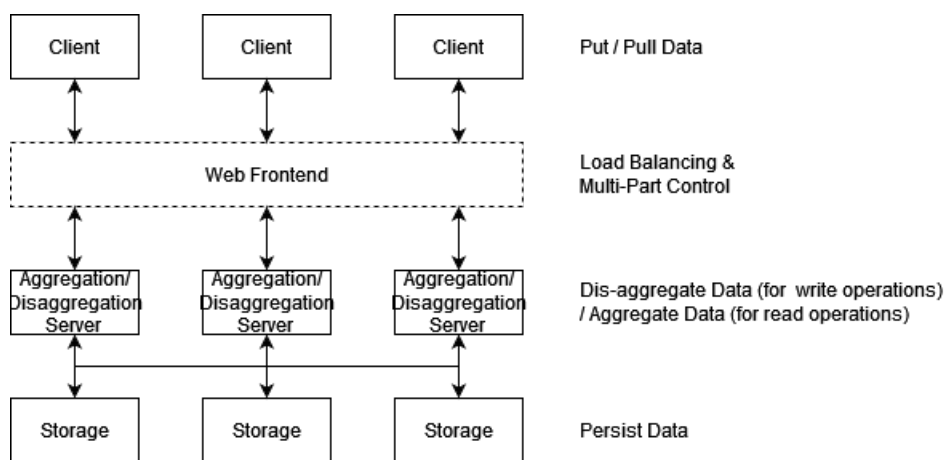 Client
Client
Client
Put / Pull Data
Web Frontend
Load Balancing &
Multi-Part Control
Aggregation/
Disaggregation
Server
Aggregation/
Disaggregation
Server
Aggregation/
Disaggregation
Server
Dis-aggregate Data (for write operations)
/ Aggregate Data (for read operations)
Storage
Storage
Storage
Persist Data